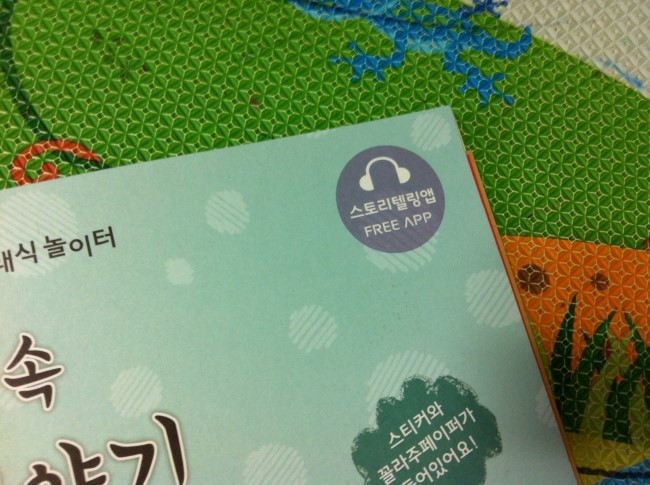 스토리텔링앱
FREE APP
놀이터
속
스티커와
꼴라주페이퍼가
들어있어요!